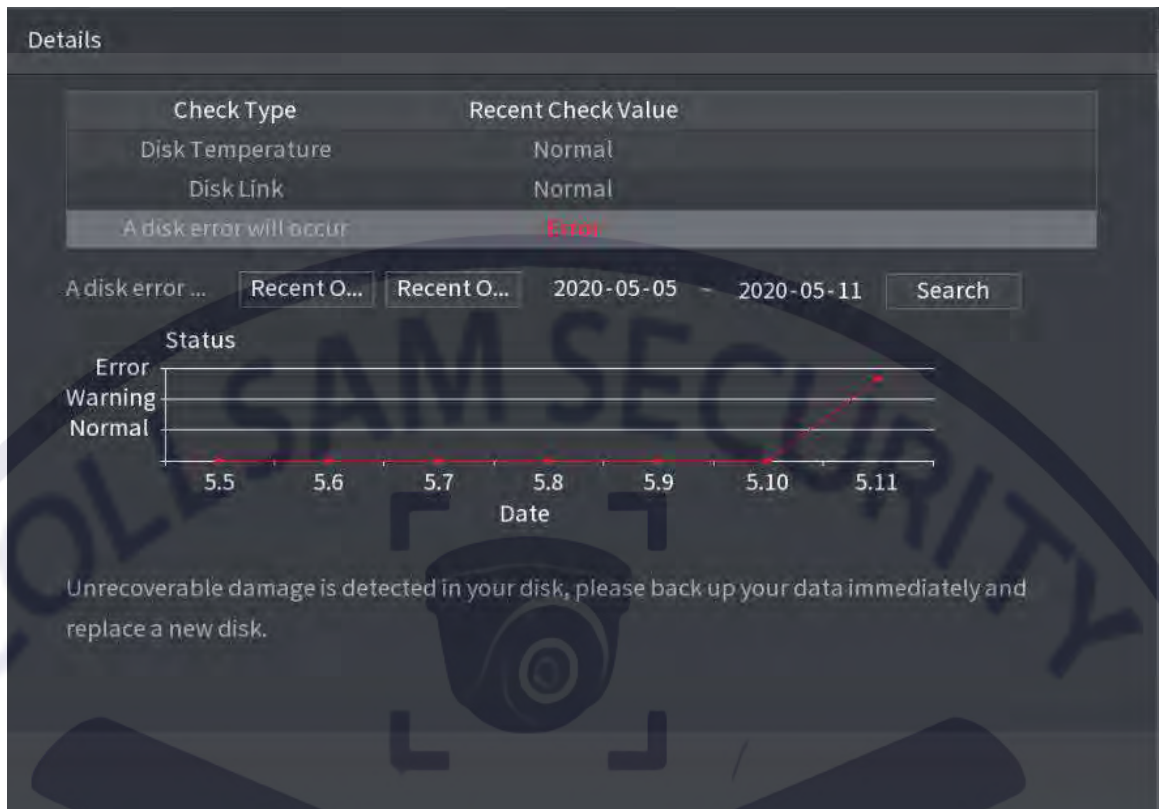 Details
Check Type Recent Check Value
Disk Temperature Normal
Disk Link Normal
A disk error will occur Error
A disk error ... Recent O... Recent O... 2020-05-05 ~ 2020-05-11 Search
Status
Error
Warning
Normal
5.5 5.6 5.7 5.8 5.9 5.10 5.11
Date
Unrecoverable damage is detected in your disk, please back up your data immediately and
replace a new disk.
SAM SECURITY